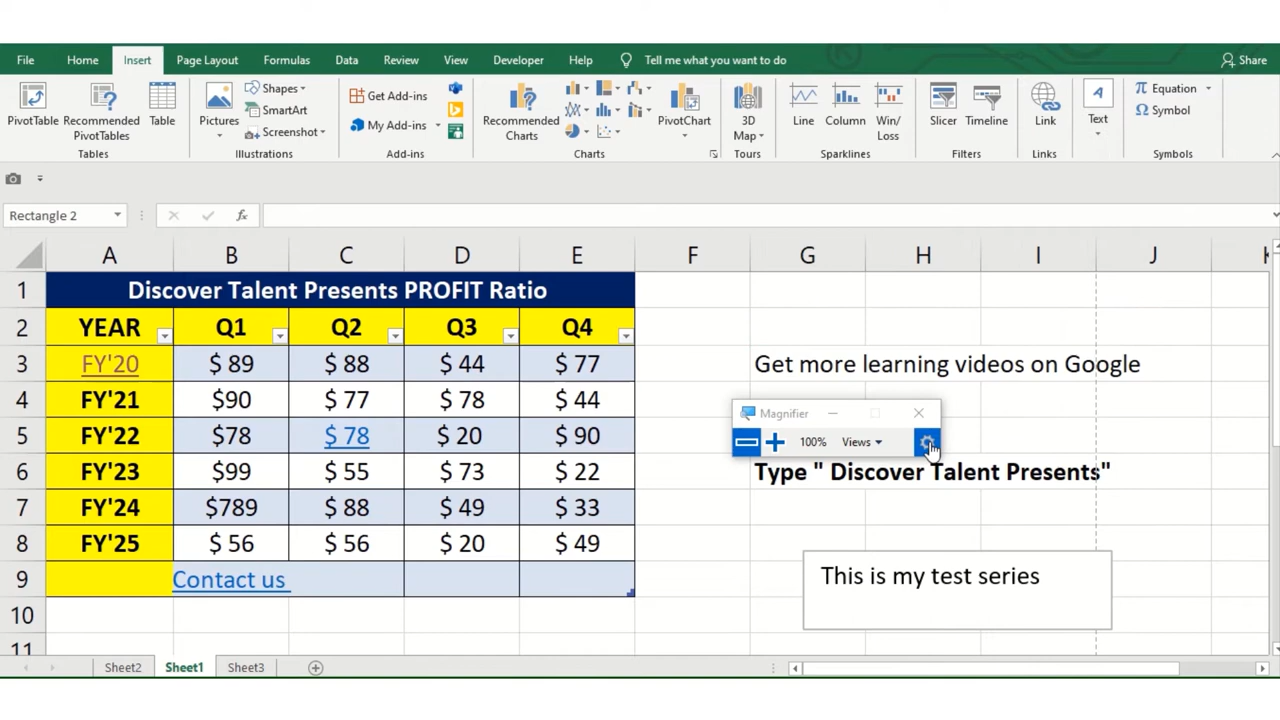 File Home Insert Page Layout Formulas Data Review View Developer Help Tell me what you want to do Share
PivotTable Recommended PivotTables Table
Tables
Pictures Shapes SmartArt Screenshot
Illustrations
Get Add-ins
My Add-ins
Add-ins
Recommended Charts PivotChart
Charts
3D Map
Tours
Line Column Win/Loss
Sparklines
Slicer Timeline
Filters
Link
Links
Text
Equation
Symbol
Symbols
Rectangle 2 fx
A B C D E F G H I J K
1 Discover Talent Presents PROFIT Ratio
2 YEAR Q1 Q2 Q3 Q4
3 FY'20 $ 89 $ 88 $ 44 $ 77 Get more learning videos on Google
4 FY'21 $90 $ 77 $ 78 $ 44
Magnifier
5 FY'22 $78 $ 78 $ 20 $ 90
100% Views
6 FY'23 $99 $ 55 $ 73 $ 22 Type " Discover Talent Presents"
7 FY'24 $789 $ 88 $ 49 $ 33
8 FY'25 $ 56 $ 56 $ 20 $ 49
9 Contact us This is my test series
10
11
Sheet2 Sheet1 Sheet3